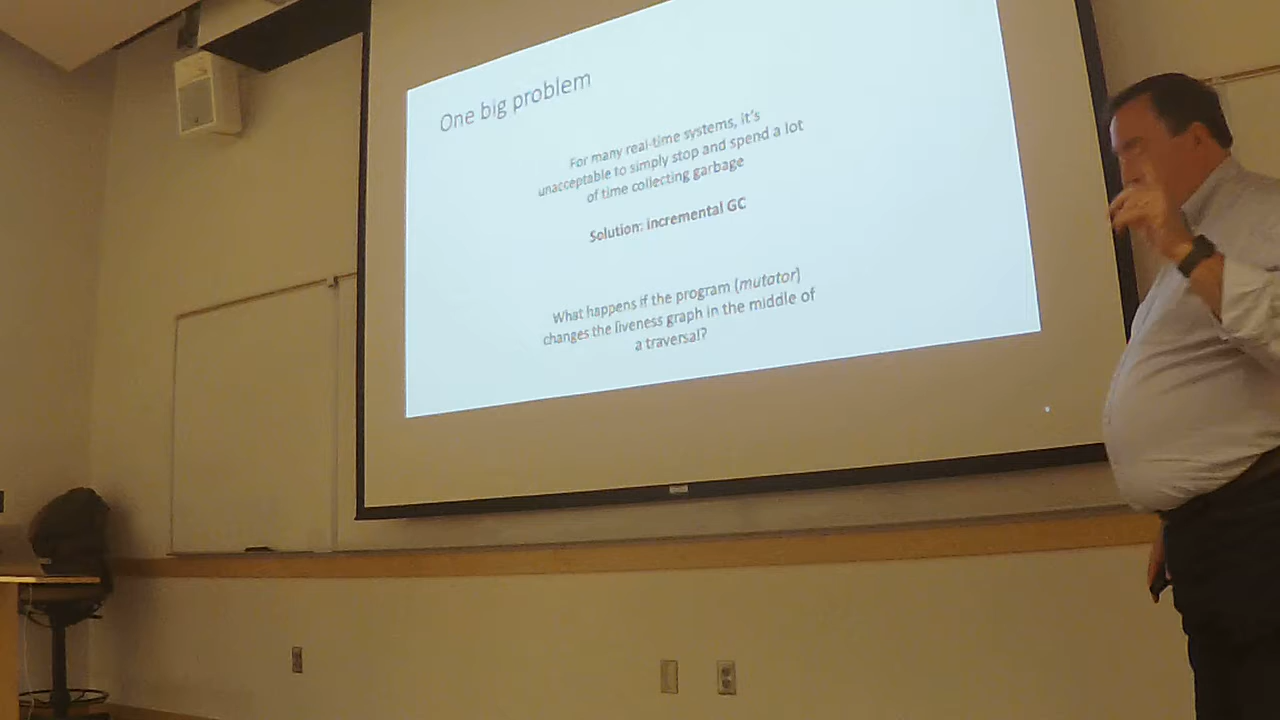 One big problem
For many real-time systems, it's
unacceptable to simply stop and spend a lot
of time collecting garbage
Solution: incremental GC
What happens if the program (mutator)
changes the liveness graph in the middle of
a traversal?